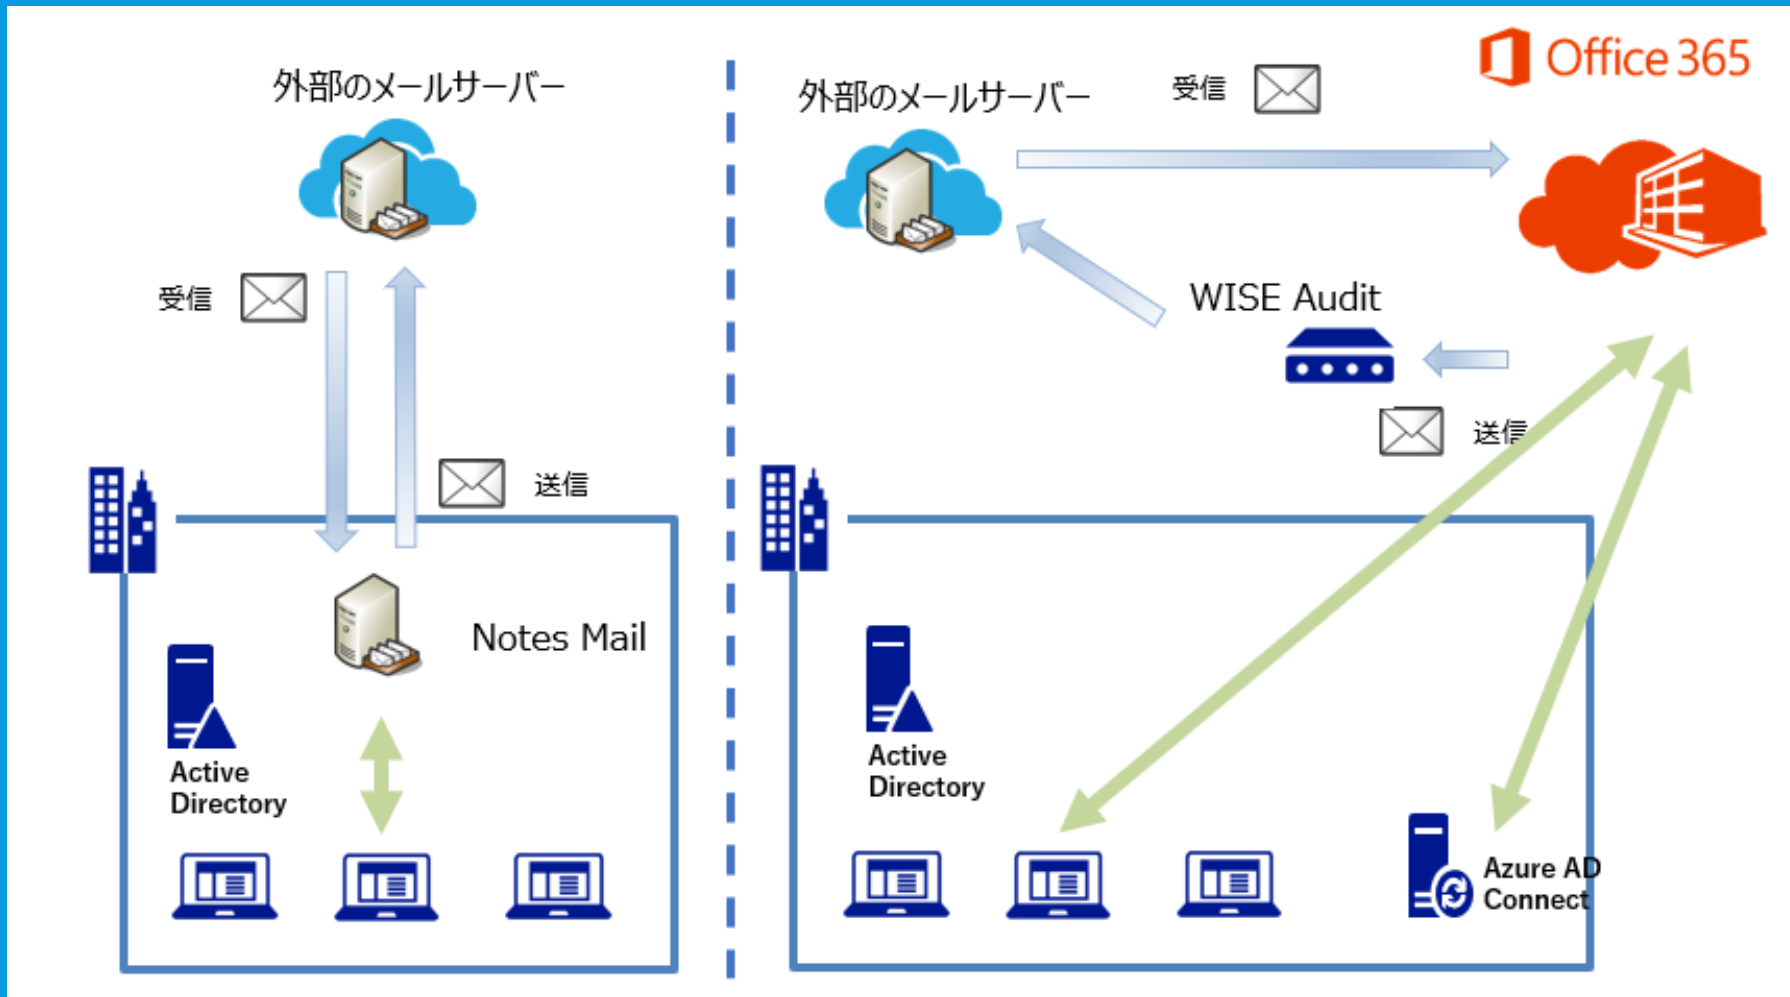 外部のメールサーバー
受信
送信
Notes Mail
Active
Directory
外部のメールサーバー
受信
Office 365
WISE Audit
送信
Active
Directory
Azure AD
Connect